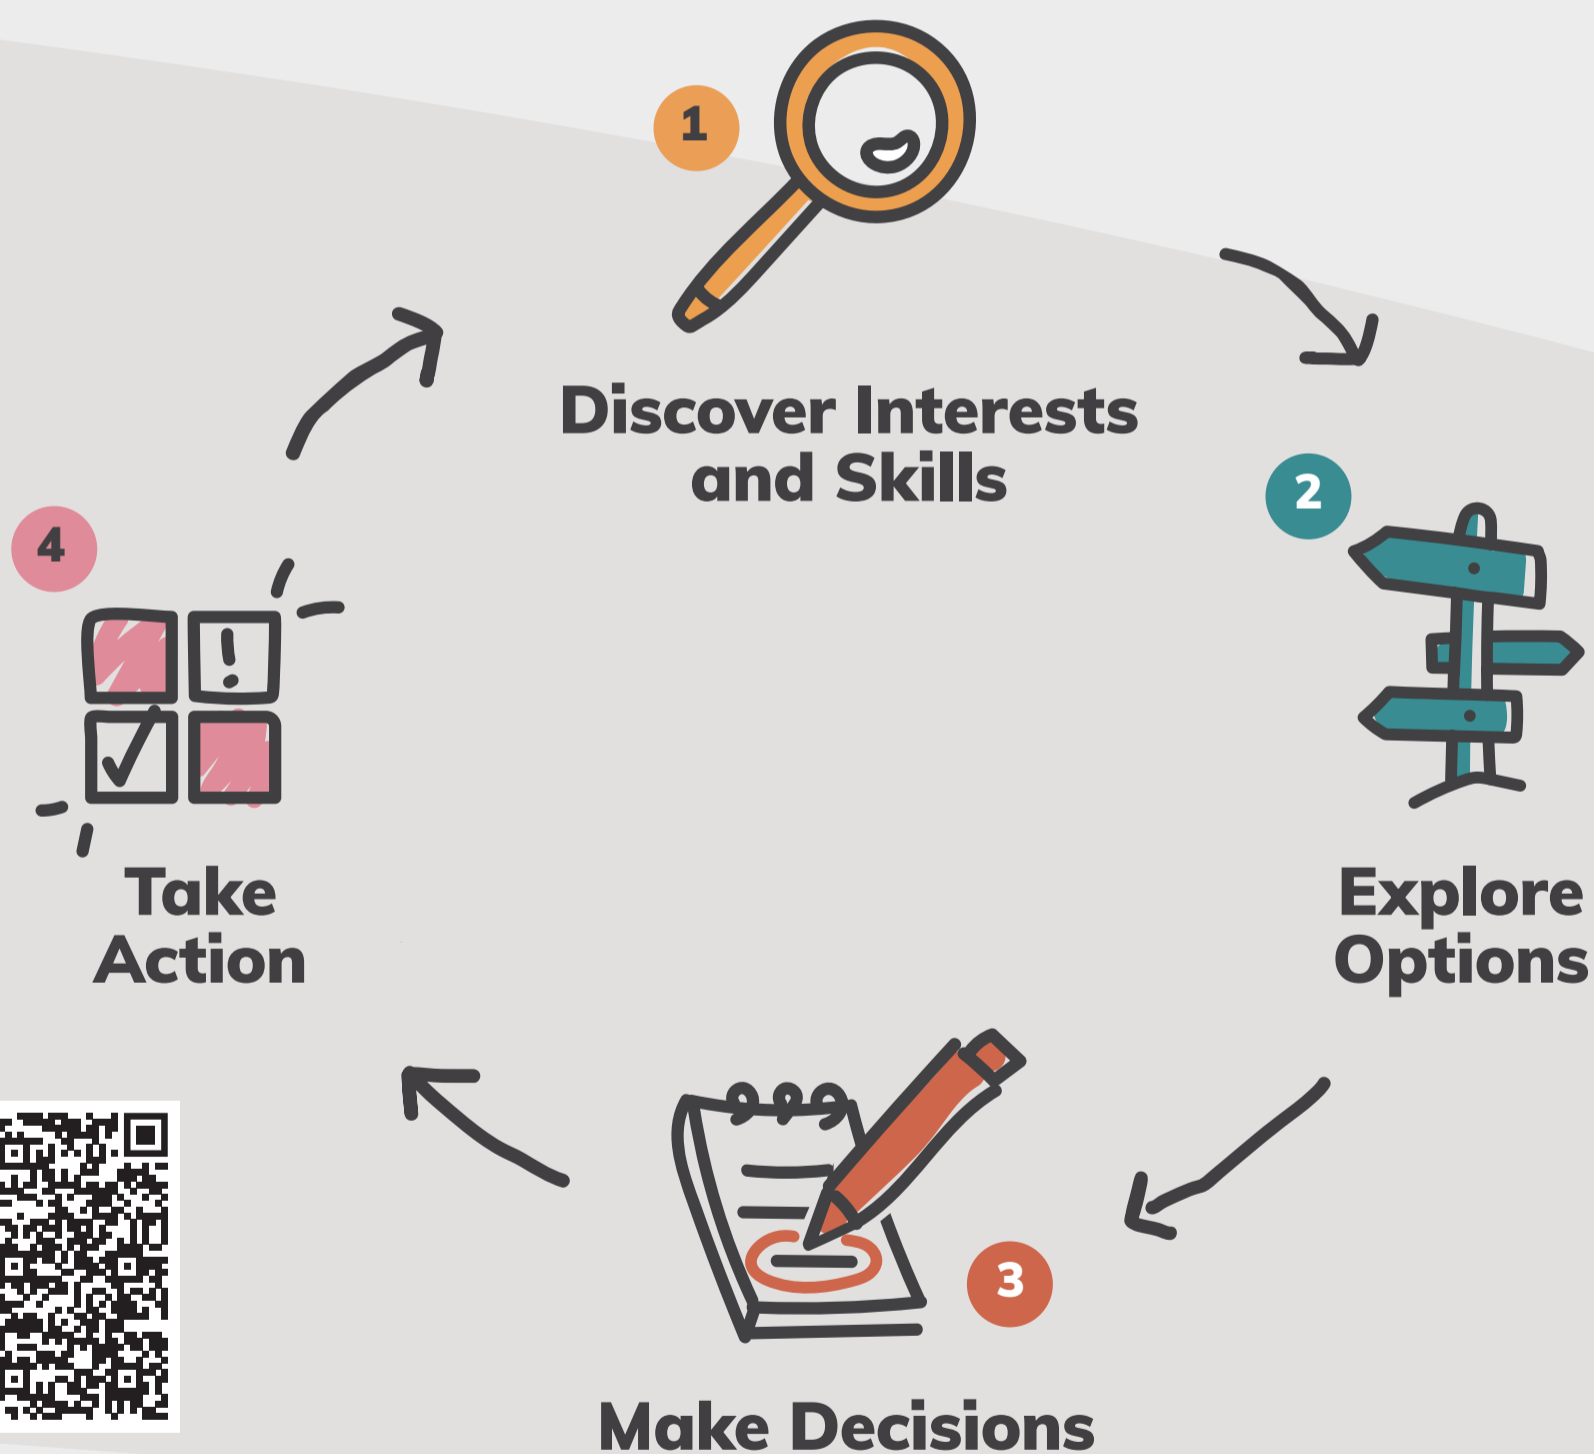 1
Discover Interests
and Skills
2
Explore
Options
3
Make Decisions
4
!
Take
Action